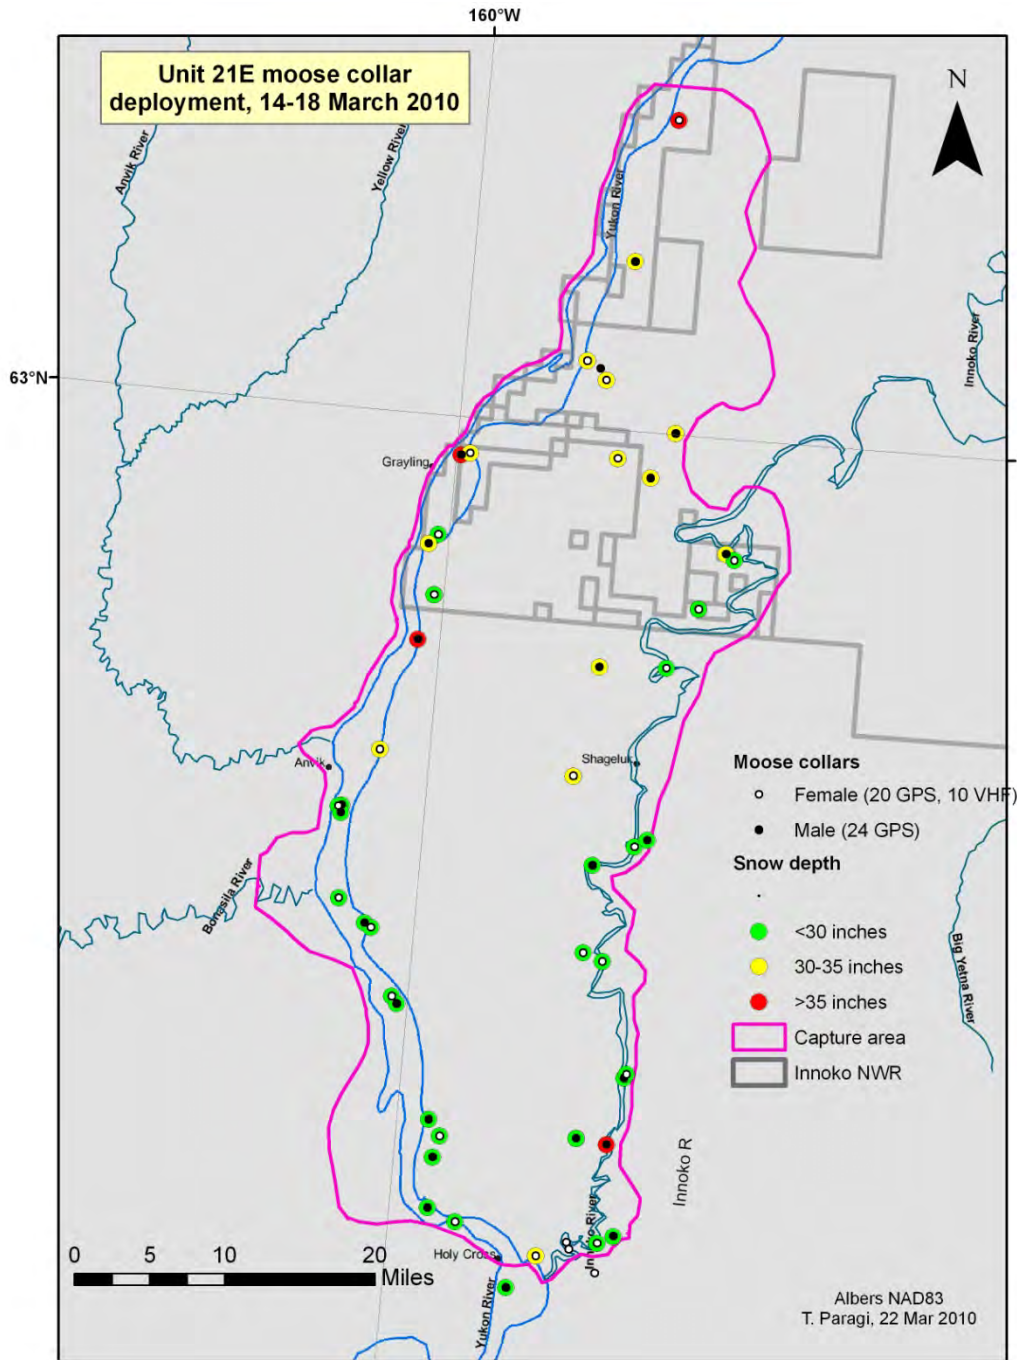 160°W
Unit 21E moose collar
deployment, 14-18 March 2010
N
Anvik River
Yellow River
Yukon River
Innoko River
63°N
Grayling
Anvik
Shageluk
Moose collars
Female (20 GPS, 10 VHF)
Male (24 GPS)
Snow depth
<30 inches
30-35 inches
>35 inches
Capture area
Innoko NWR
Bonasila River
Big Yetna River
Innoko R
Innoko River
Holy Cross
Yukon River
0 5 10 20
Miles
Albers NAD83
T. Paragi, 22 Mar 2010